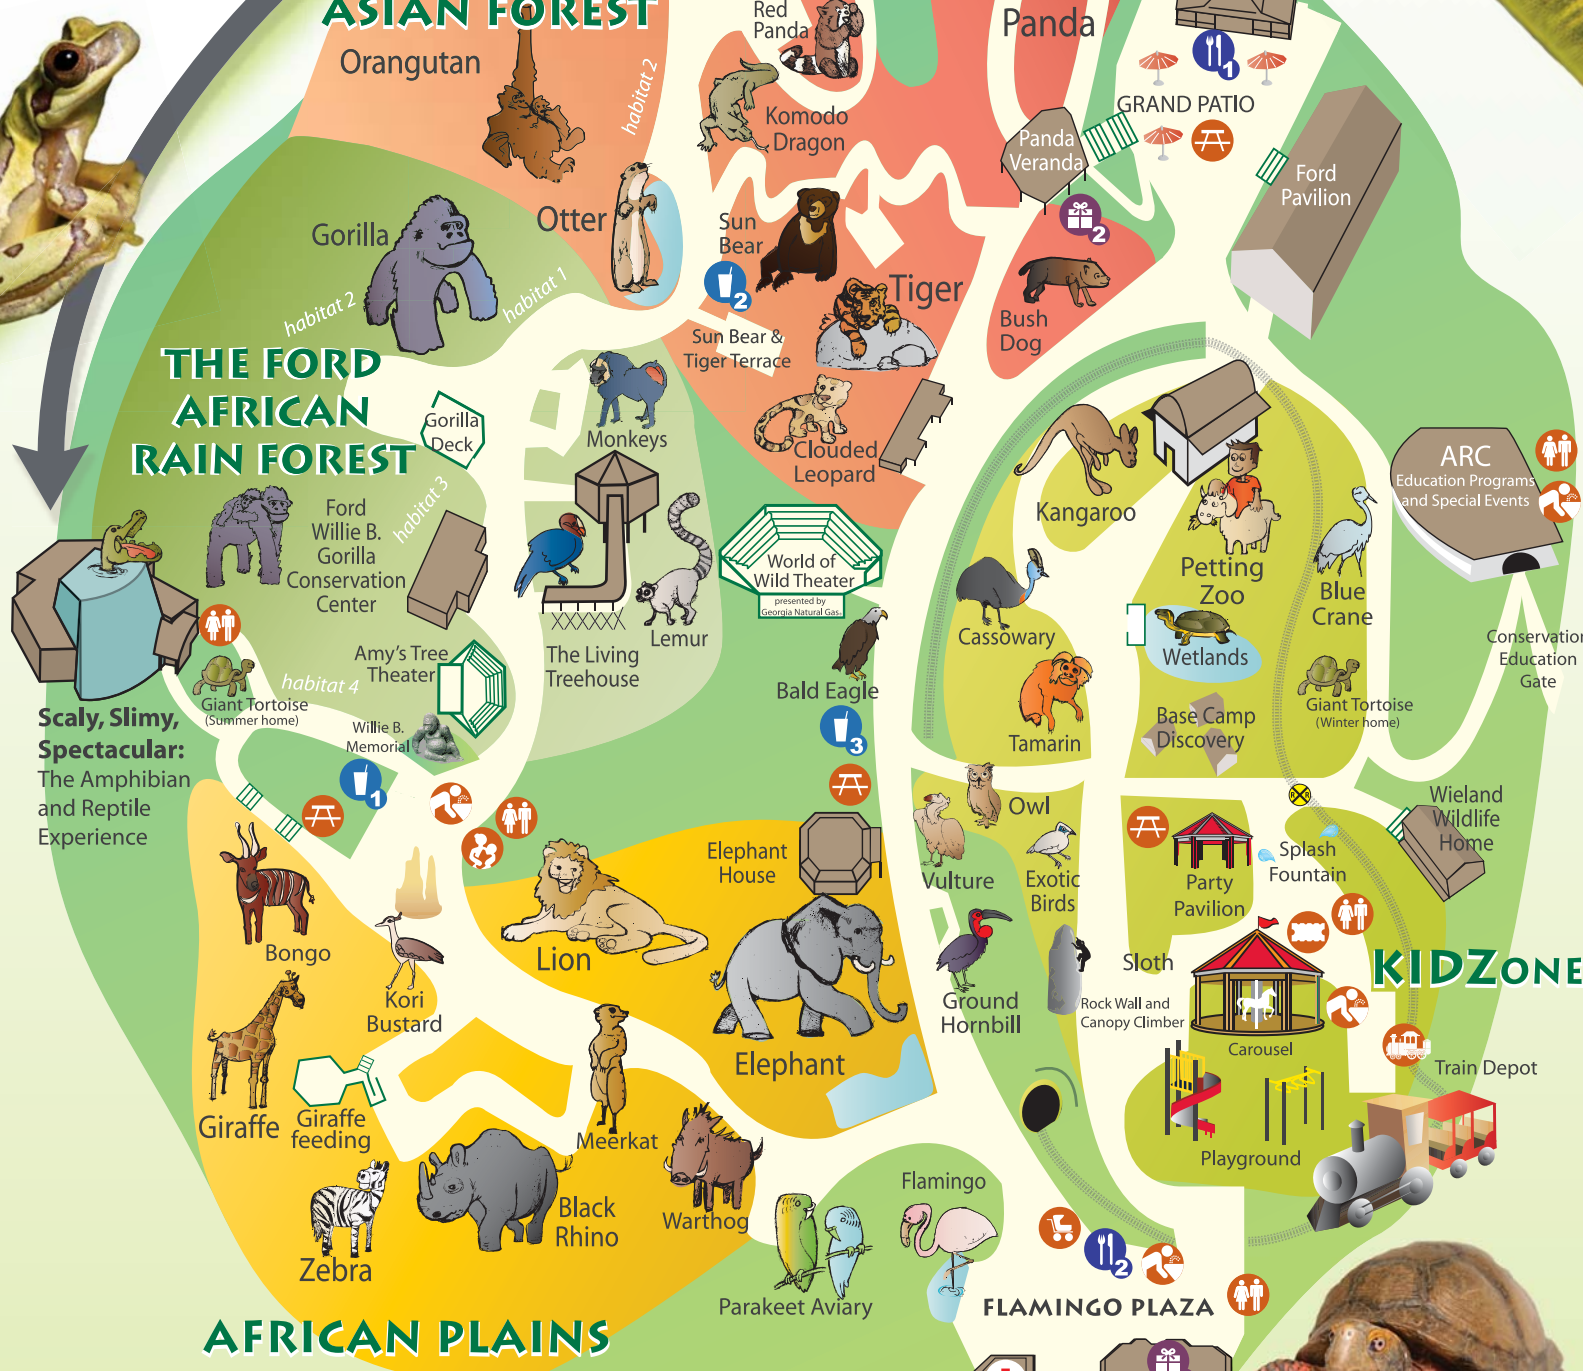 ASIAN FOREST
Orangutan
habitat 2
Red
Panda
Komodo
Dragon
Panda
1
GRAND PATIO
Panda
Veranda
Ford
Pavilion
2
Gorilla
habitat 2
habitat 1
Otter
Sun
Bear
2
Sun Bear &
Tiger Terrace
Tiger
Bush
Dog
THE FORD
AFRICAN
RAIN FOREST
Gorilla
Deck
Monkeys
Clouded
Leopard
Kangaroo
ARC
Education Programs
and Special Events
Ford
Willie B.
Gorilla
Conservation
Center
habitat 3
World of
Wild Theater
presented by
Georgia Natural Gas.
Petting
Zoo
Blue
Crane
Cassowary
Wetlands
Lemur
The Living
Treehouse
Amy's Tree
Theater
habitat 4
Giant Tortoise
(Summer home)
Willie B.
Memorial
Bald Eagle
3
Tamarin
Base Camp
Discovery
Giant Tortoise
(Winter home)
Conservation
Education
Gate
Scaly, Slimy,
Spectacular:
The Amphibian
and Reptile
Experience
1
R R
Owl
Wieland
Wildlife
Home
Elephant
House
Vulture
Exotic
Birds
Party
Pavilion
Splash
Fountain
Bongo
Kori
Bustard
Lion
Ground
Hornbill
Sloth
Rock Wall and
Canopy Climber
KIDZONE
Carousel
Train Depot
Elephant
Giraffe
Giraffe
feeding
Meerkat
Playground
Zebra
Black
Rhino
Warthog
Flamingo
Parakeet Aviary
2
FLAMINGO PLAZA
AFRICAN PLAINS